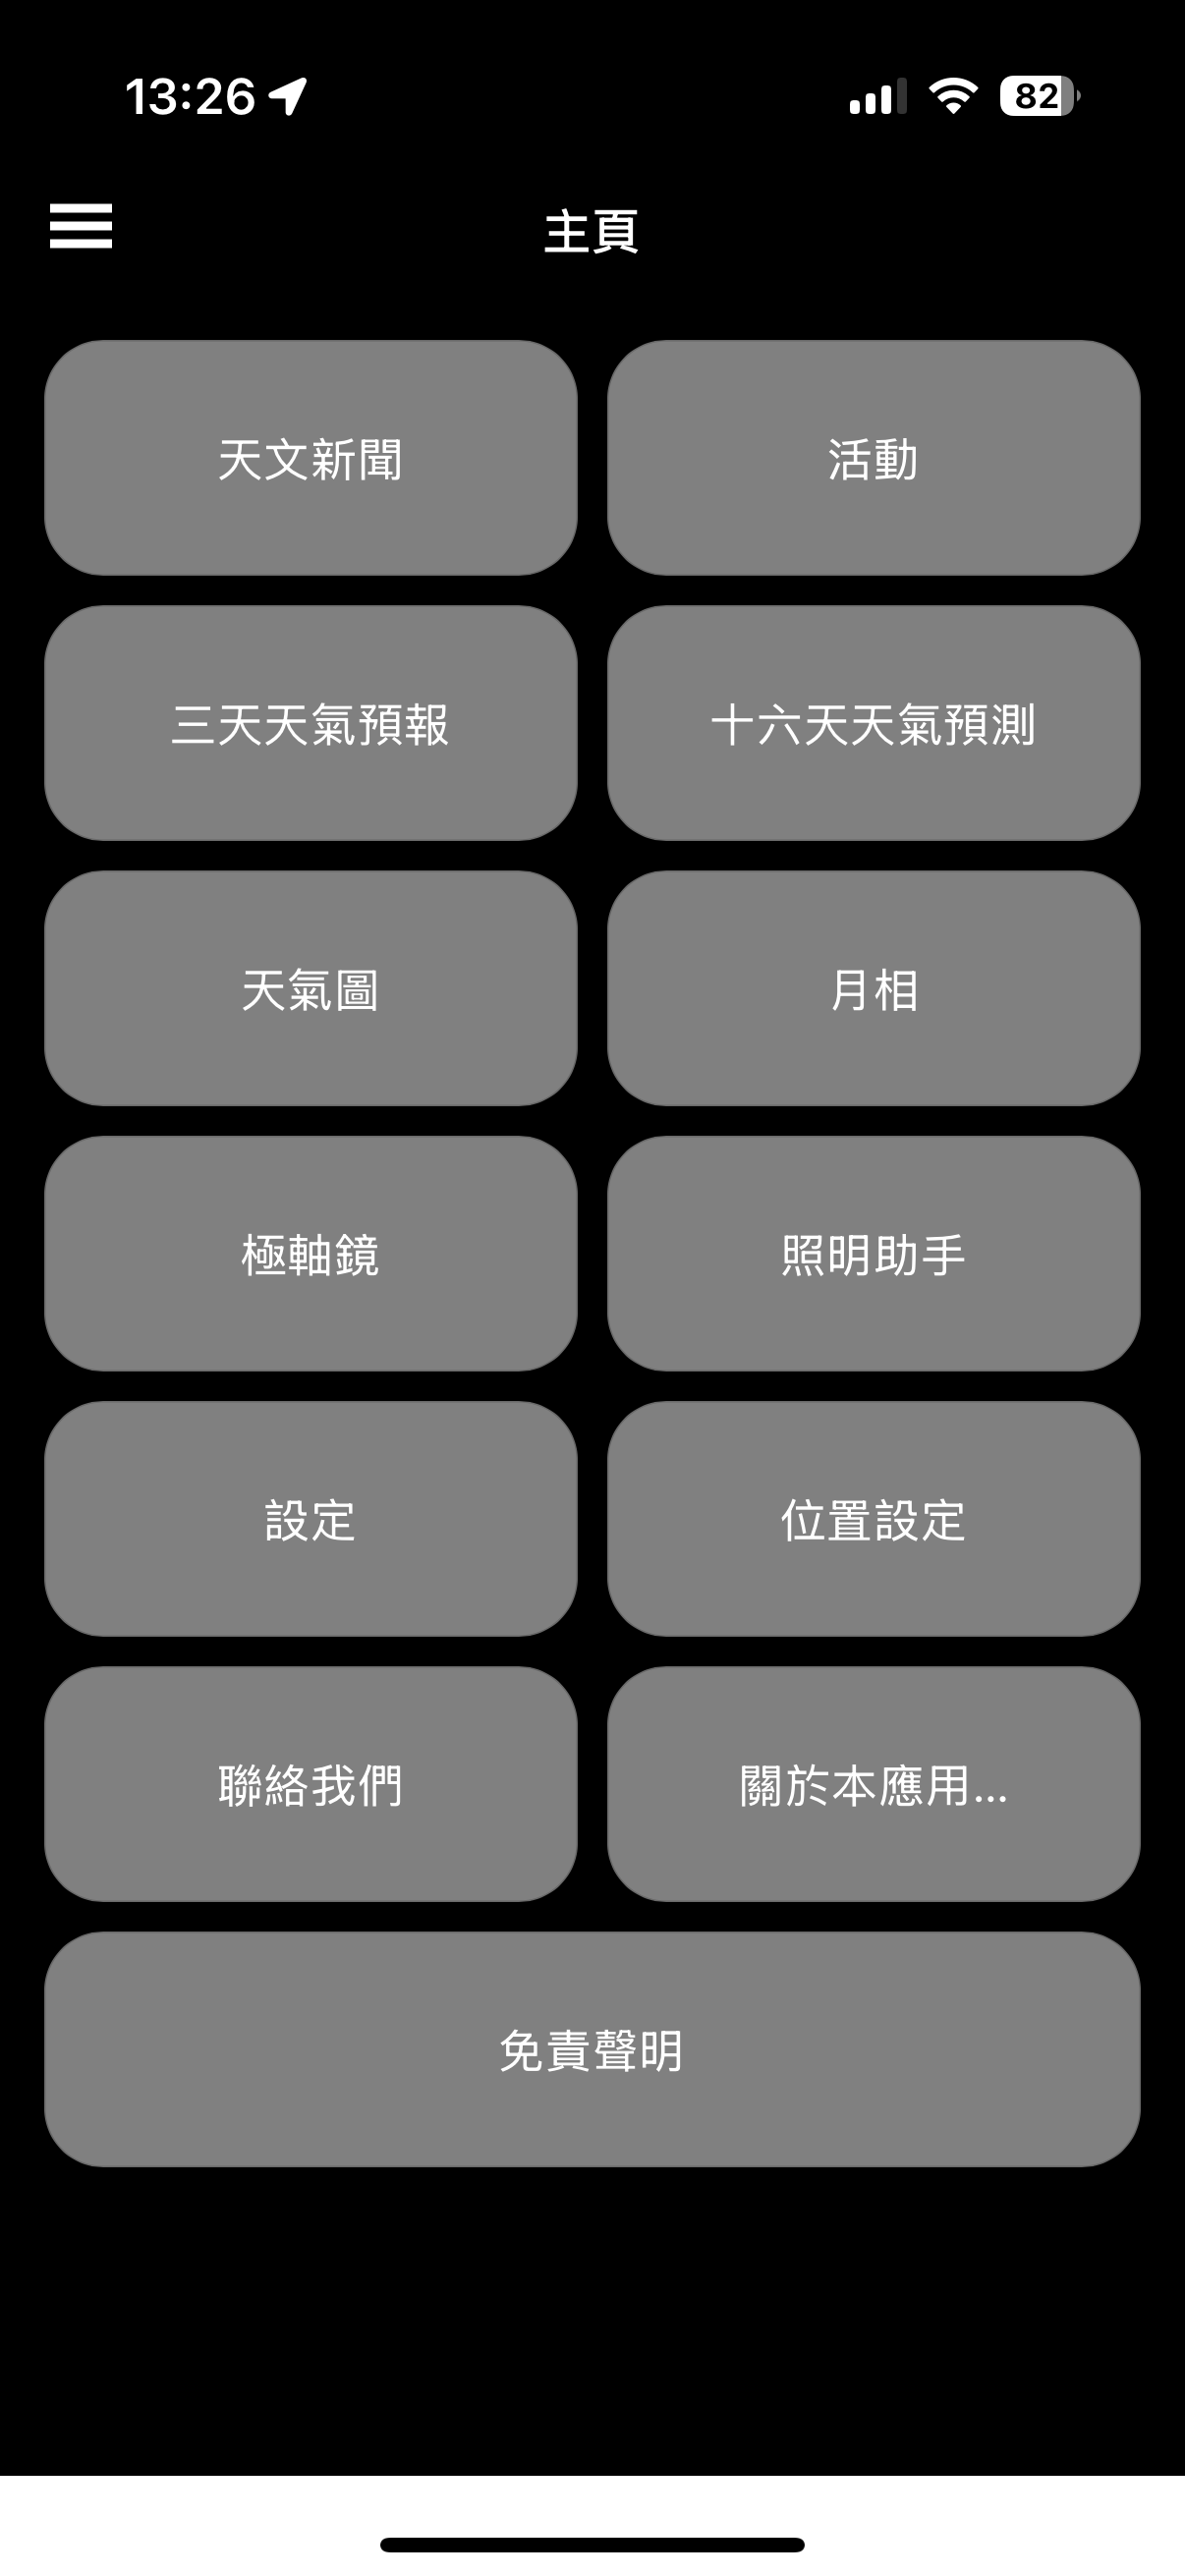 13:26
82
主頁
天文新聞
活動
三天天氣預報
十六天天氣預測
天氣圖
月相
極軸鏡
照明助手
設定
位置設定
聯絡我們
關於本應用...
免責聲明